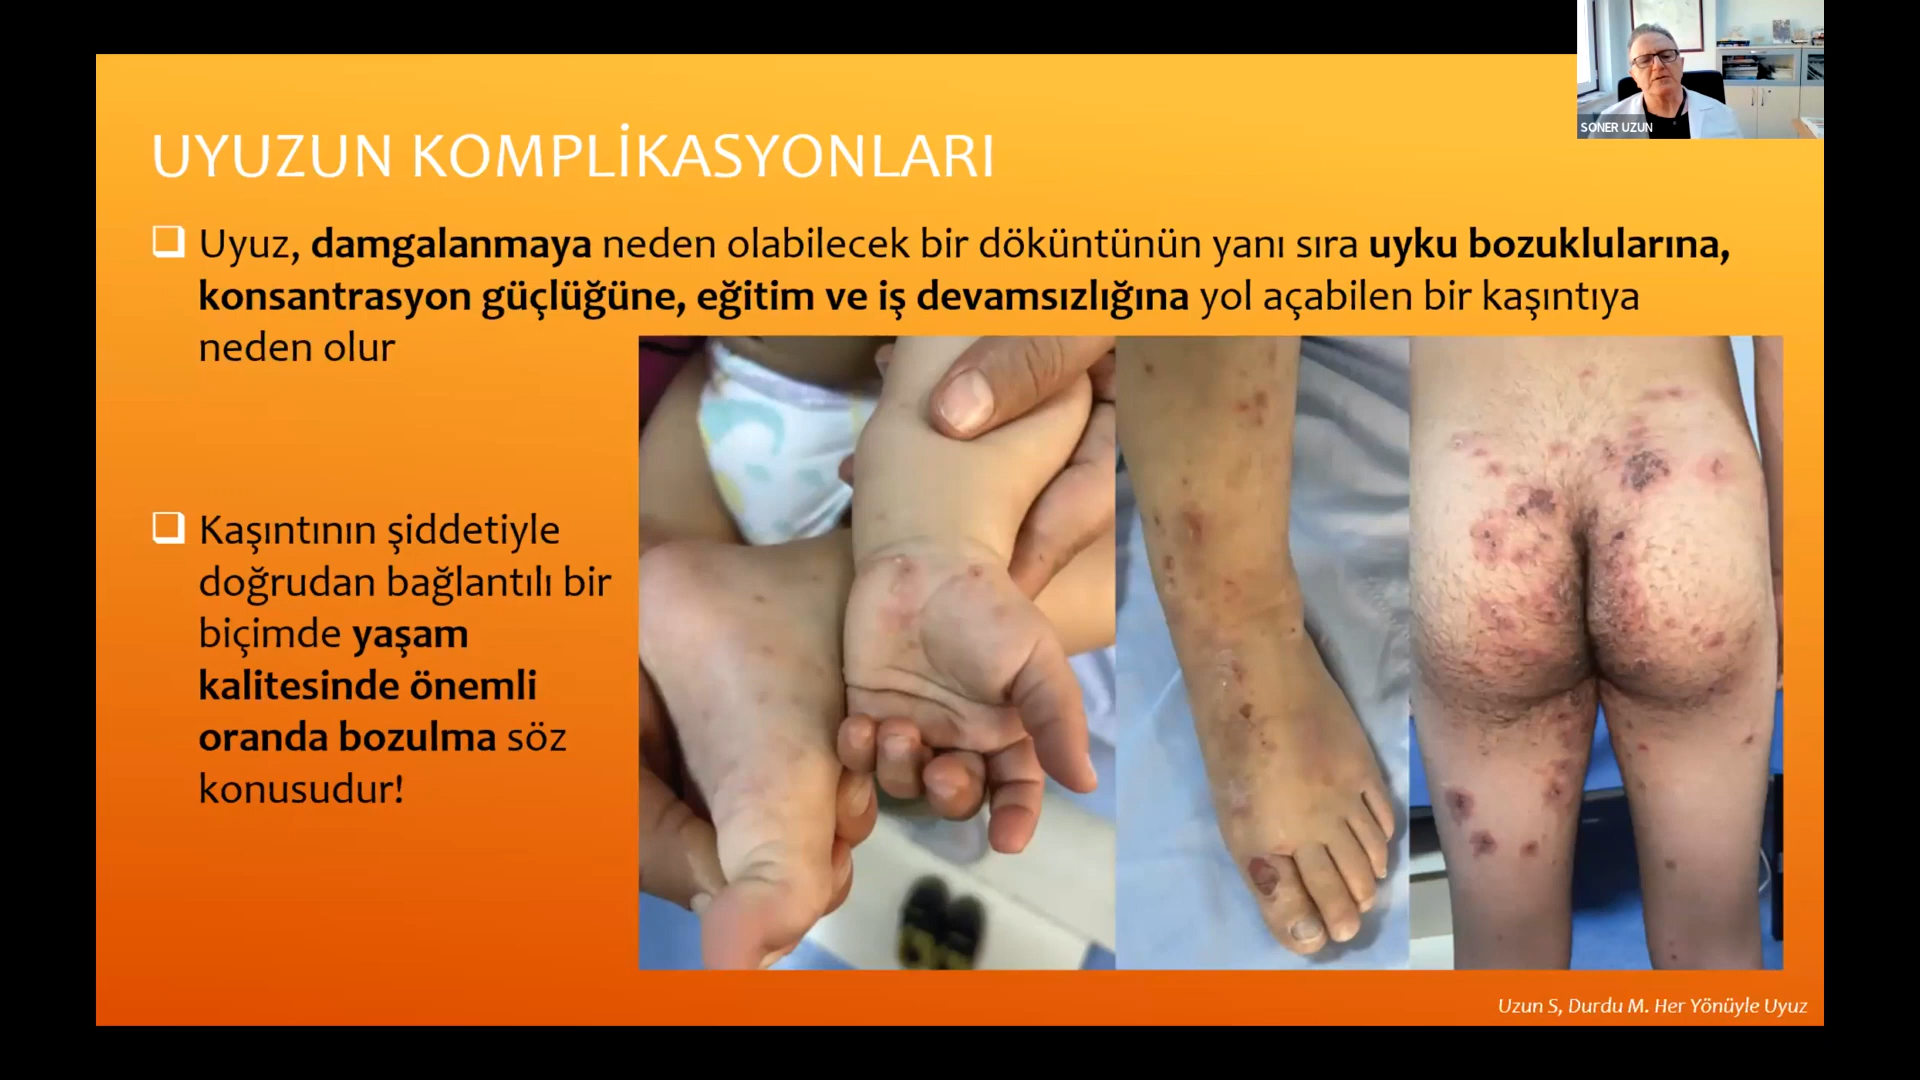 SONER UZUN
UYUZUN KOMPLİKASYONLARI
Uyuz, damgalanmaya neden olabilecek bir döküntünün yanı sıra uyku bozuklularına,
konsantrasyon güçlüğüne, eğitim ve iş devamsızlığına yol açabilen bir kaşıntıya
neden olur
Kaşıntının şiddetiyle
doğrudan bağlantılı bir
biçimde yaşam
kalitesinde önemli
oranda bozulma söz
konusudur!
Uzun S, Durdu M. Her Yönüyle Uyuz